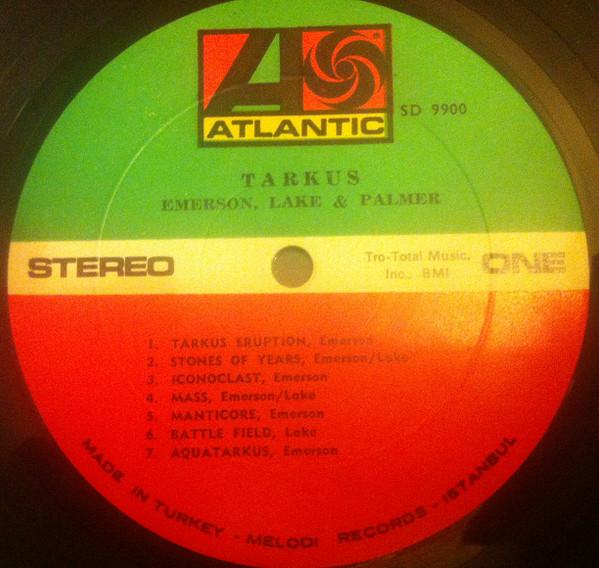 ATLANTIC
SD 9900
TARKUS
EMERSON, LAKE & PALMER
STEREO
Tro-Total Music,
Inc., BMI
ONE
1. TARKUS ERUPTION, Emerson
2. STONES OF YEARS, Emerson/Lake
3. ICONOCLAST, Emerson
4. MASS, Emerson/Lake
5. MANTICORE, Emerson
6. BATTLE FIELD, Lake
7. AQUATARKUS, Emerson
MADE IN TURKEY - MELODI RECORDS - ISTANBUL